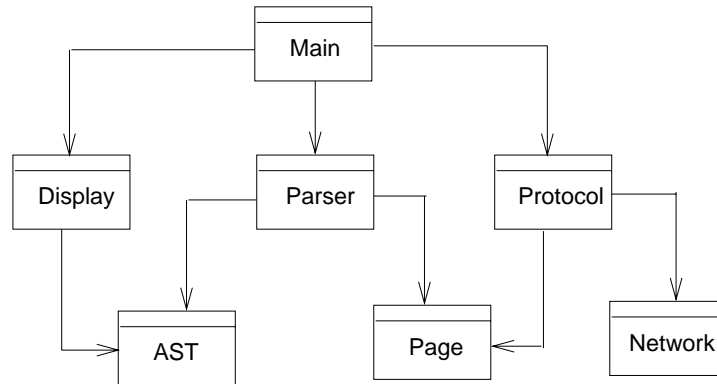 Main
Display
Parser
Protocol
AST
Page
Network